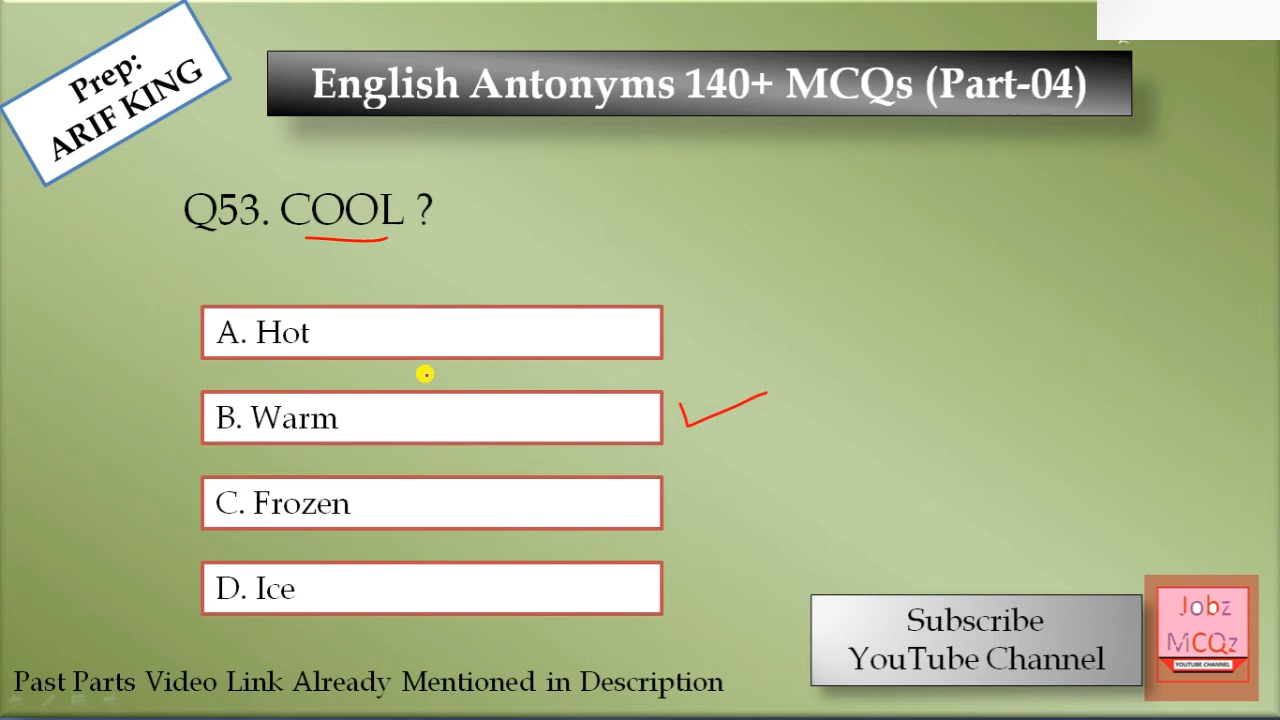 Prep:
ARIF KING
English Antonyms 140+ MCQs (Part-04)
Q53. COOL ?
A. Hot
B. Warm
C. Frozen
D. Ice
Subscribe
YouTube Channel
Jobz
MCQz
YOUTUBE CHANNEL
Past Parts Video Link Already Mentioned in Description